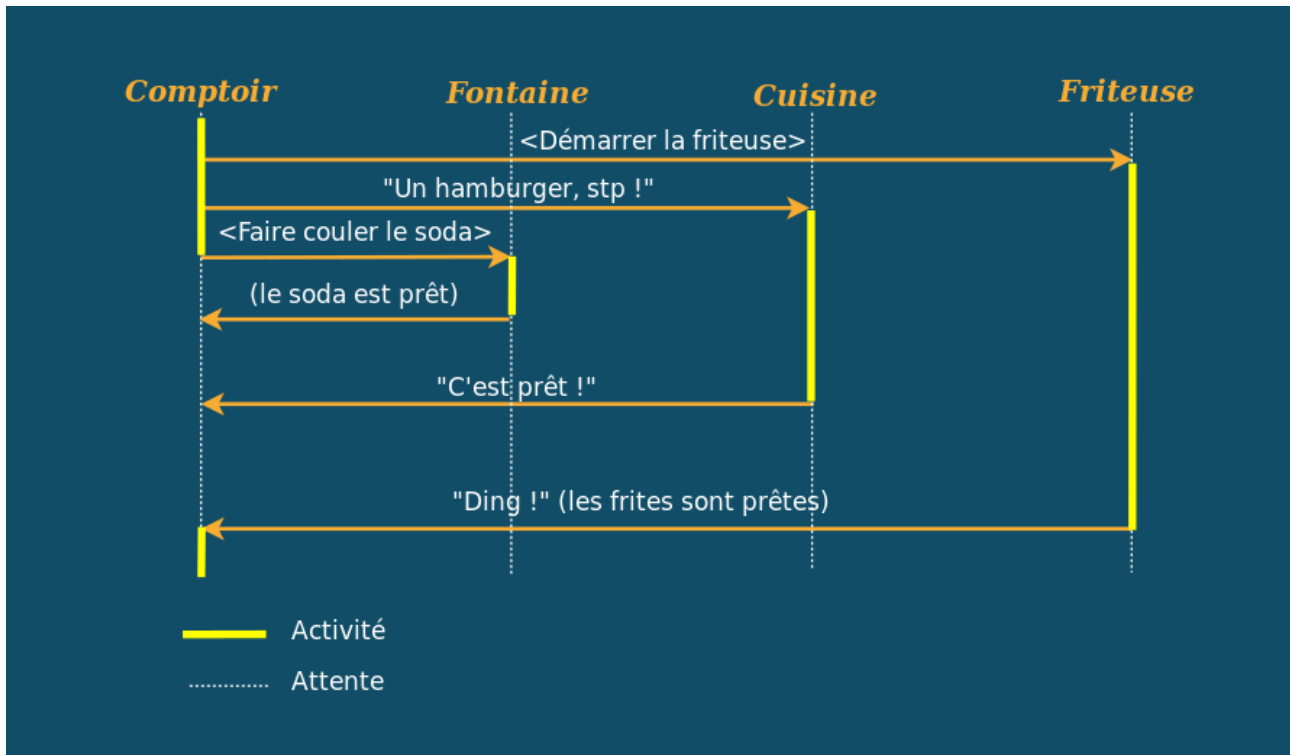 Comptoir Fontaine Cuisine Friteuse
<Démarrer la friteuse>
"Un hamburger, stp !"
<Faire couler le soda>
(le soda est prêt)
"C'est prêt !"
"Ding !" (les frites sont prêtes)
Activité
Attente